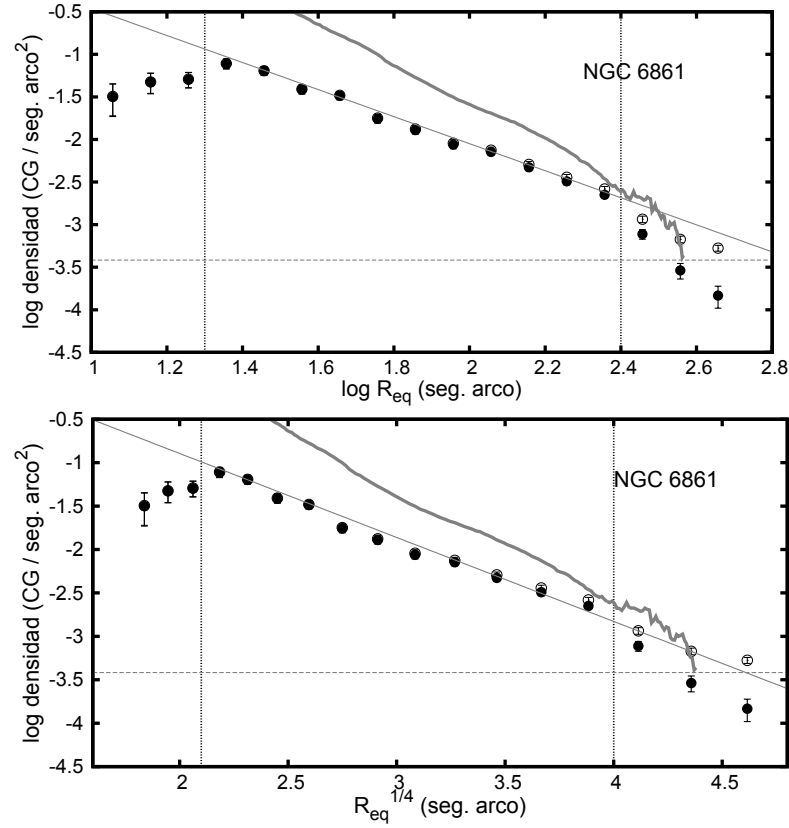 -0.5
-1
-1.5
-2
-2.5
-3
-3.5
-4
-4.5
log densidad (CG / seg. arco²)
NGC 6861
1 1.2 1.4 1.6 1.8 2 2.2 2.4 2.6 2.8
log R_eq (seg. arco)
-0.5
-1
-1.5
-2
-2.5
-3
-3.5
-4
-4.5
log densidad (CG / seg. arco²)
NGC 6861
2 2.5 3 3.5 4 4.5
R_eq^1/4 (seg. arco)